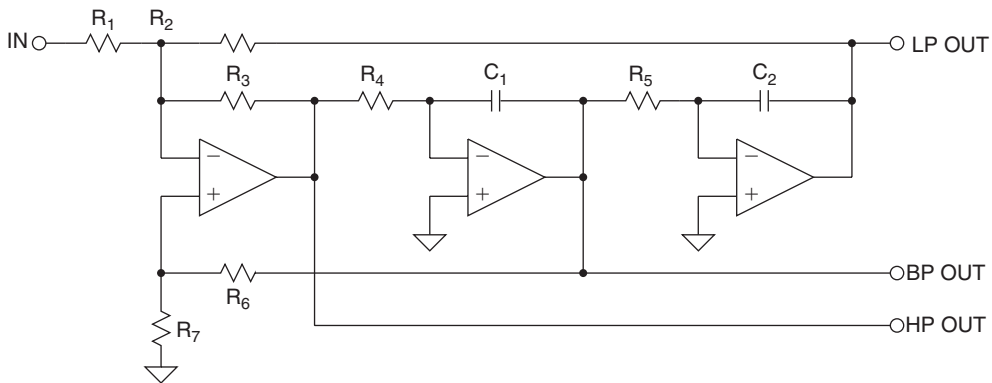 IN
R1
R2
LP OUT
R3
R4
C1
R5
C2
−
+
−
+
−
+
BP OUT
R6
HP OUT
R7